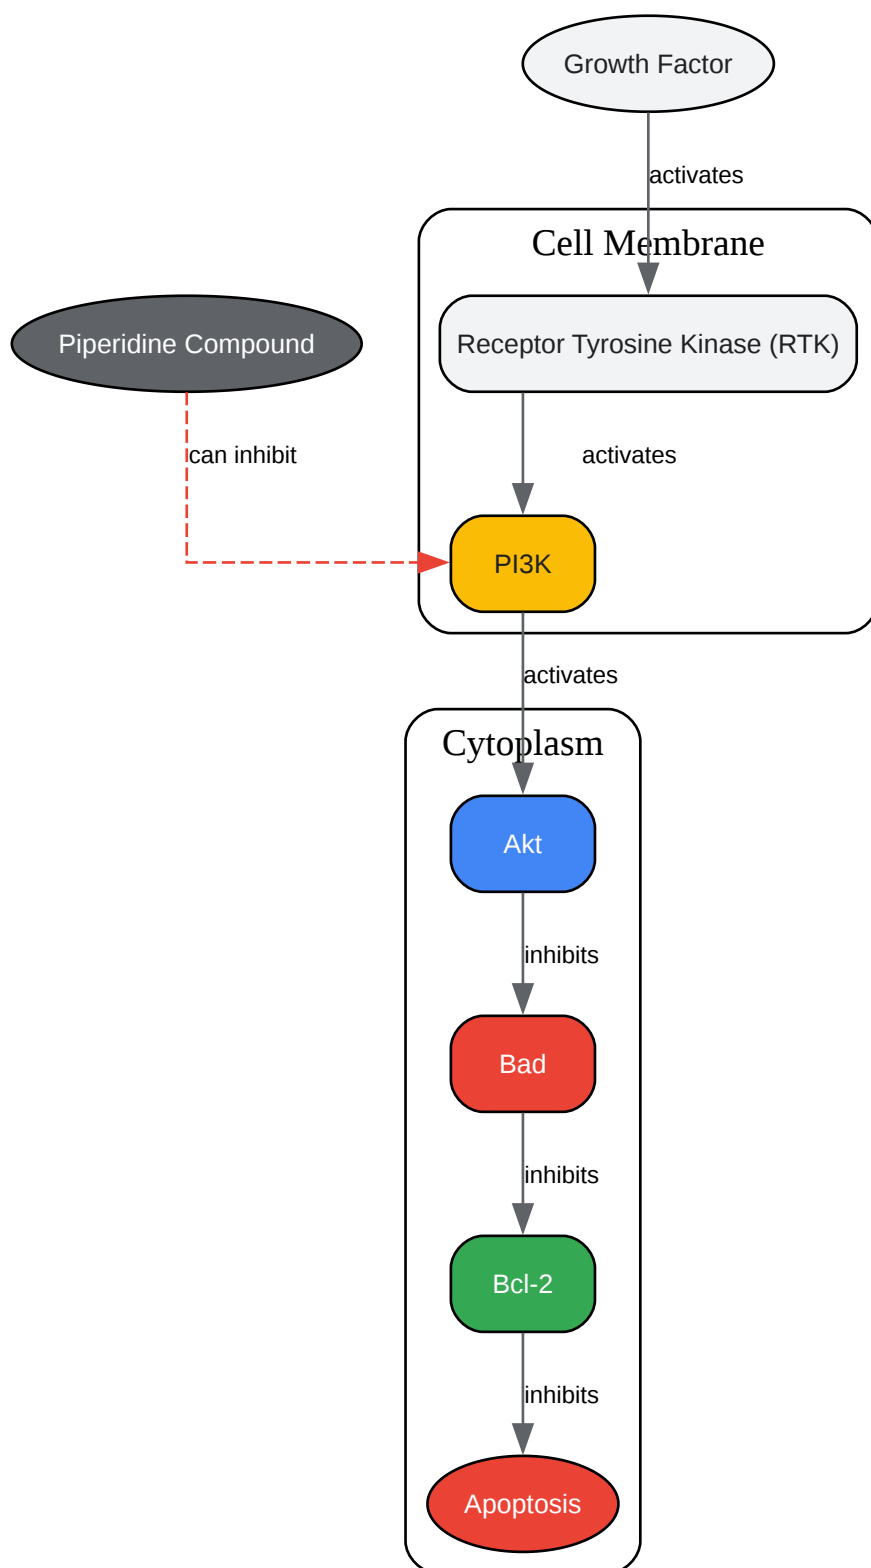 Growth Factor
activates
Cell Membrane
Piperidine Compound
Receptor Tyrosine Kinase (RTK)
can inhibit
activates
PI3K
activates
Cytoplasm
Akt
inhibits
Bad
inhibits
Bcl-2
inhibits
Apoptosis